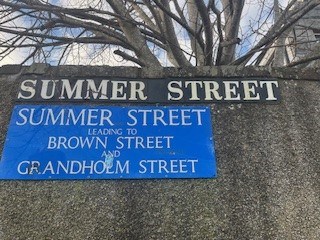 SUMMER STREET
SUMMER STREET
LEADING TO
BROWN STREET
AND
GRANDHOLM STREET